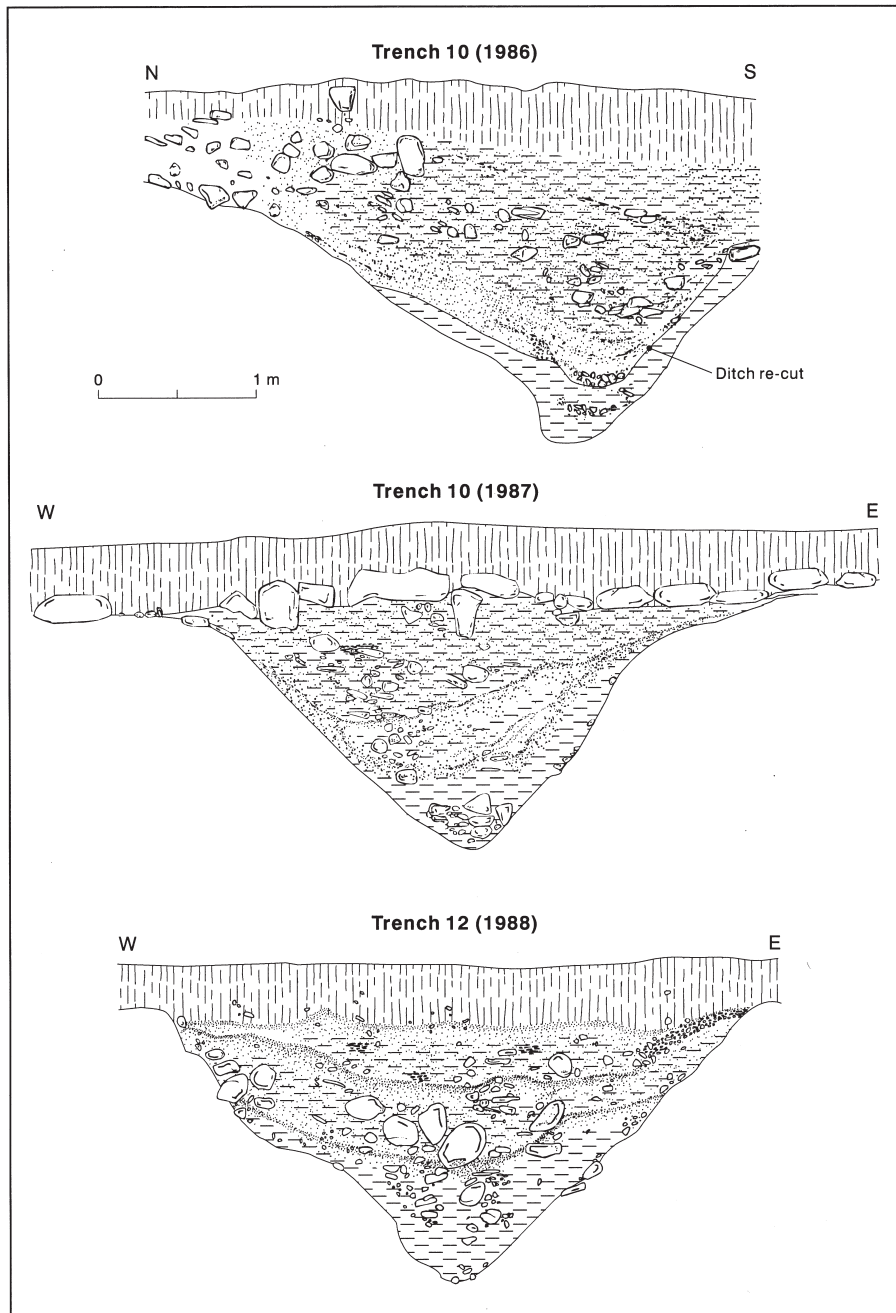 Trench 10 (1986)
N S
0 1 m
Ditch re-cut
Trench 10 (1987)
W E
Trench 12 (1988)
W E